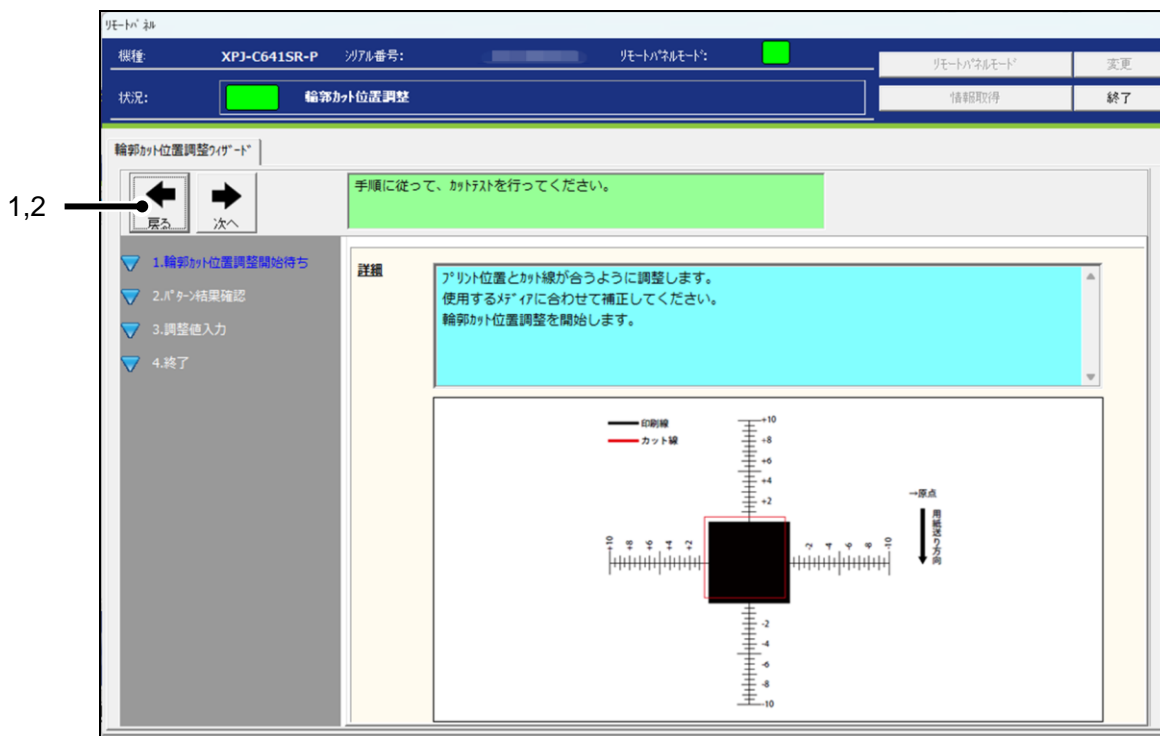 ﾘﾓｰﾄﾊﾟﾈﾙ
機種: XPJ-C641SR-P ｼﾘｱﾙ番号: ﾘﾓｰﾄﾊﾟﾈﾙﾓｰﾄﾞ:
ﾘﾓｰﾄﾊﾟﾈﾙﾓｰﾄﾞ 変更
状況: 輪郭ｶｯﾄ位置調整
情報取得 終了
輪郭ｶｯﾄ位置調整ｳｨｻﾞｰﾄﾞ
1,2
戻る 次へ
手順に従って、ｶｯﾄﾃｽﾄを行ってください。
1.輪郭ｶｯﾄ位置調整開始待ち
2.ﾊﾟﾀｰﾝ結果確認
3.調整値入力
4.終了
詳細
ﾌﾟﾘﾝﾄ位置とｶｯﾄ線が合うように調整します。
使用するﾒﾃﾞｨｱに合わせて補正してください。
輪郭ｶｯﾄ位置調整を開始します。
印刷線
カット線
+10
+8
+6
+4
+2
+10 +8 +6 +4 +2
-2 -4 -6 -8 -10
-2
-4
-6
-8
-10
→原点
用紙送り方向